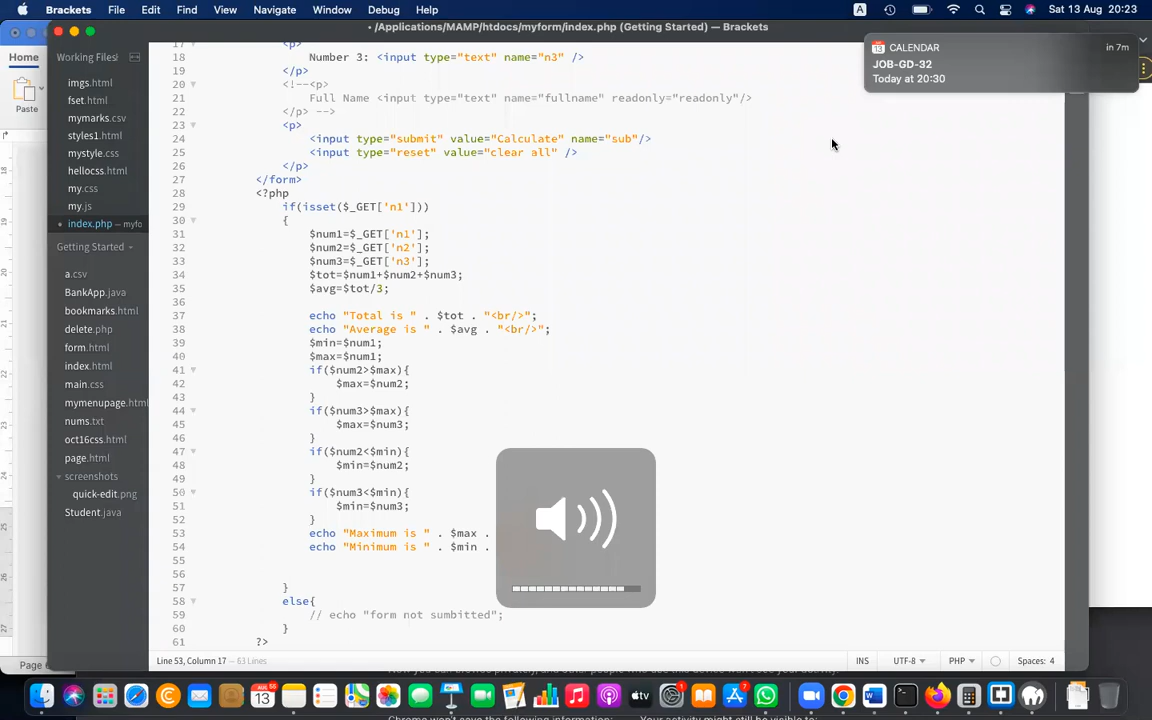 Brackets File Edit Find View Navigate Window Debug Help
A Sat 13 Aug 20:23
/Applications/MAMP/htdocs/myform/index.php (Getting Started) — Brackets
CALENDAR in 7m
JOB-GD-32
Today at 20:30
Home
Paste
Working Files
imgs.html
fset.html
mymarks.csv
styles1.html
mystyle.css
hellocss.html
my.css
my.js
index.php — myfo
Getting Started
a.csv
BankApp.java
bookmarks.html
delete.php
form.html
index.html
main.css
mymenupage.html
nums.txt
oct16css.html
page.html
screenshots
quick-edit.png
Student.java
17 <p>
18 Number 3: <input type="text" name="n3" />
19 </p>
20 <!--<p>
21 Full Name <input type="text" name="fullname" readonly="readonly"/>
22 </p> -->
23 <p>
24 <input type="submit" value="Calculate" name="sub"/>
25 <input type="reset" value="clear all" />
26 </p>
27 </form>
28 <?php
29 if(isset($_GET['n1']))
30 {
31 $num1=$_GET['n1'];
32 $num2=$_GET['n2'];
33 $num3=$_GET['n3'];
34 $tot=$num1+$num2+$num3;
35 $avg=$tot/3;
36
37 echo "Total is " . $tot . "<br/>";
38 echo "Average is " . $avg . "<br/>";
39 $min=$num1;
40 $max=$num1;
41 if($num2>$max){
42 $max=$num2;
43 }
44 if($num3>$max){
45 $max=$num3;
46 }
47 if($num2<$min){
48 $min=$num2;
49 }
50 if($num3<$min){
51 $min=$num3;
52 }
53 echo "Maximum is " . $max .
54 echo "Minimum is " . $min .
55
56
57 }
58 else{
59 // echo "form not sumbitted";
60 }
61 ?>
Line 53, Column 17 — 63 Lines
INS UTF-8 PHP Spaces: 4